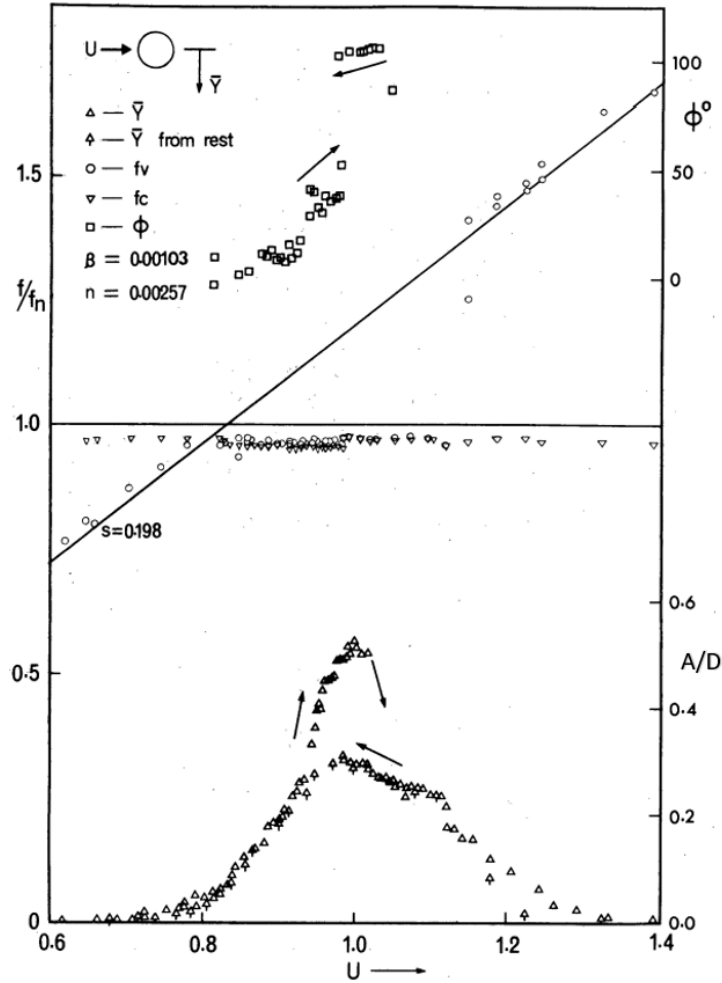 U →
Ȳ
△ — Ȳ
— Ȳ from rest
○ — fv
▽ — fc
□ — ϕ
β = 0.00103
n = 0.00257
f/fn
1.5
1.0
0.5
0
s=0.198
100
ϕ°
50
0
0.6
A/D
0.4
0.2
0.0
0.6
0.8
1.0
1.2
1.4
U →